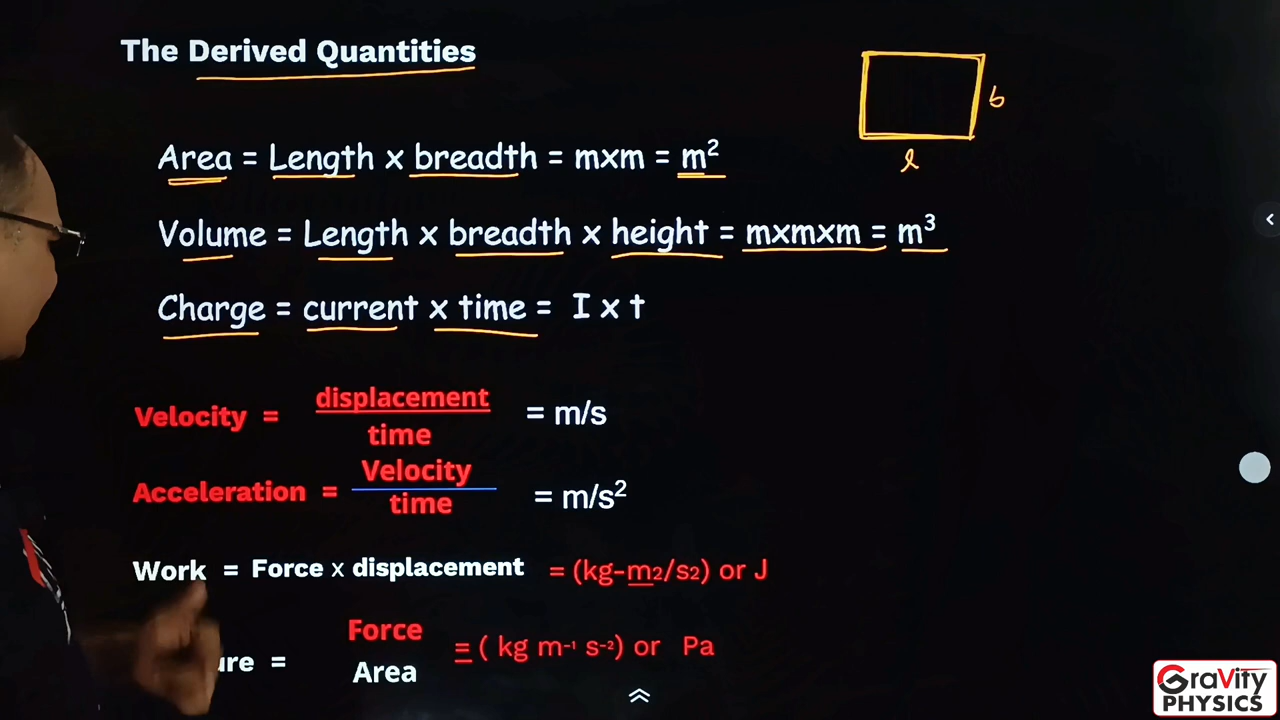 The Derived Quantities
b
l
Area = Length x breadth = mxm = m²
Volume = Length x breadth x height = mxmxm = m³
Charge = current x time = I x t
Velocity = displacement / time = m/s
Acceleration = Velocity / time = m/s²
Work = Force x displacement = (kg-m2/s2) or J
ure = Force / Area = ( kg m⁻¹ s⁻²) or Pa
GraVity
PHYSICS